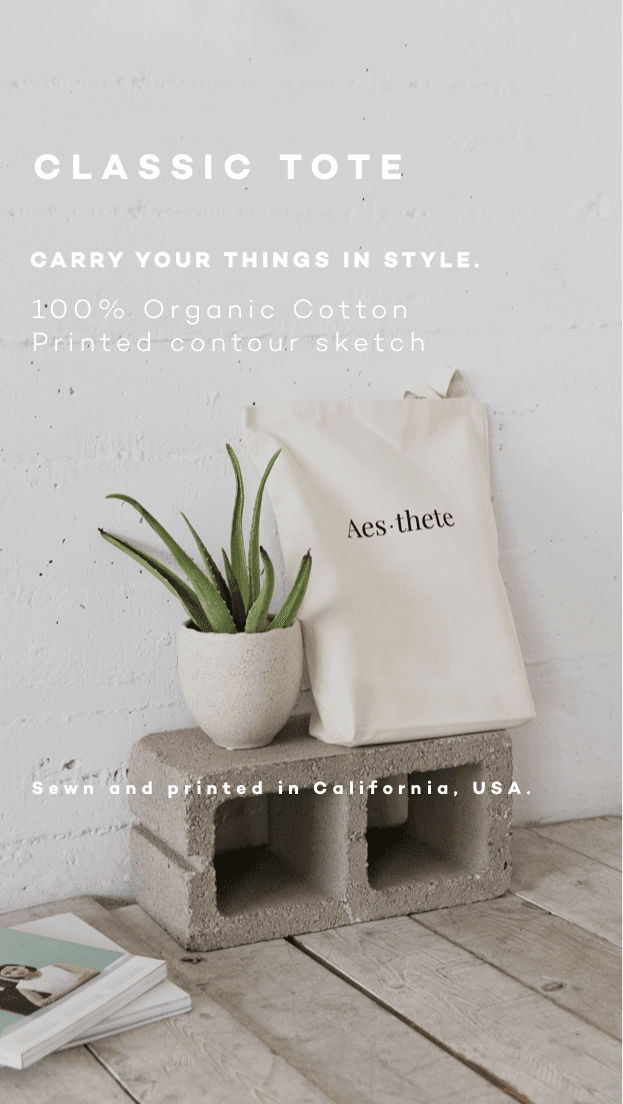 CLASSIC TOTE
CARRY YOUR THINGS IN STYLE.
100% Organic Cotton
Printed contour sketch
Aes·thete
Sewn and printed in California, USA.